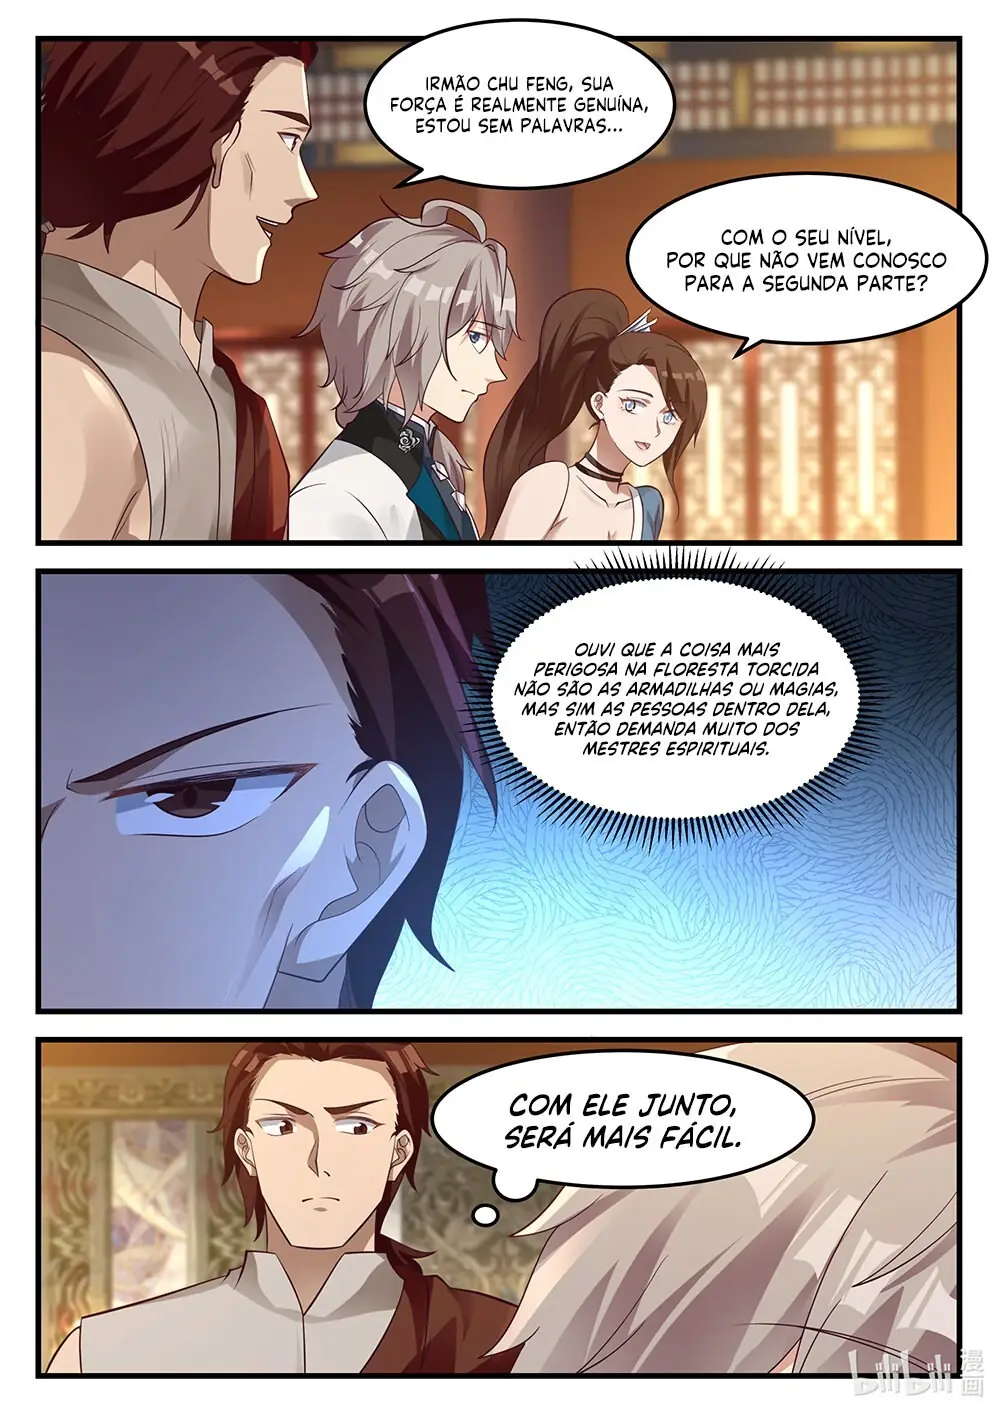 IRMÃO CHU FENG, SUA
FORÇA É REALMENTE GENUÍNA,
ESTOU SEM PALAVRAS...
COM O SEU NÍVEL,
POR QUE NÃO VEM CONOSCO
PARA A SEGUNDA PARTE?
OUVI QUE A COISA MAIS
PERIGOSA NA FLORESTA TORCIDA
NÃO SÃO AS ARMADILHAS OU MAGIAS,
MAS SIM AS PESSOAS DENTRO DELA,
ENTÃO DEMANDA MUITO DOS
MESTRES ESPIRITUAIS.
COM ELE JUNTO,
SERÁ MAIS FÁCIL.
bilibili 漫画